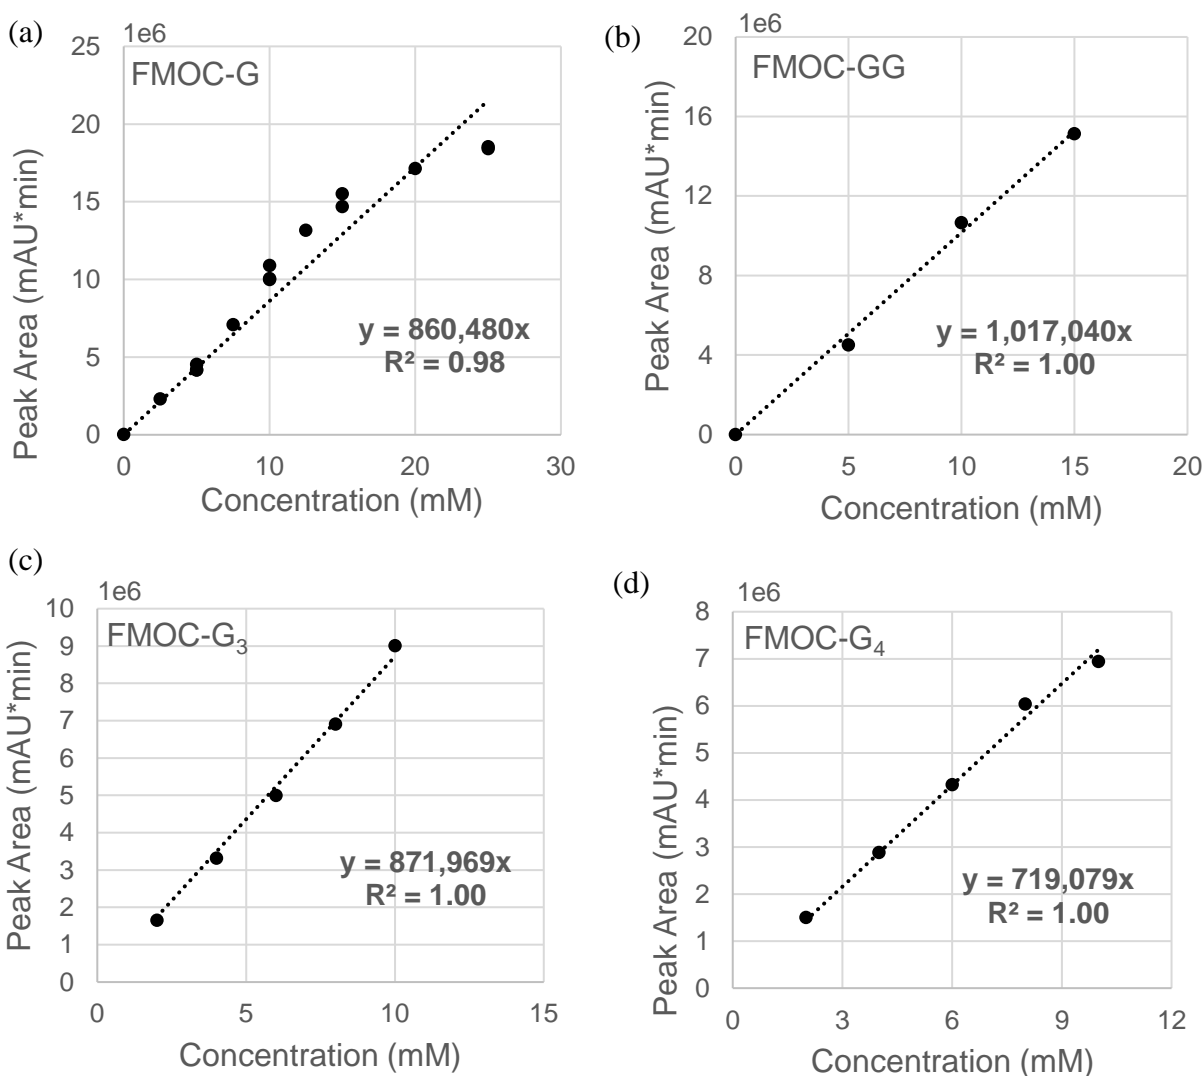 (a)
1e6
25
20
15
10
5
0
FMOC-G
Peak Area (mAU*min)
y = 860,480x
R² = 0.98
0 10 20 30
Concentration (mM)
(b)
1e6
20
16
12
8
4
0
FMOC-GG
Peak Area (mAU*min)
y = 1,017,040x
R² = 1.00
0 5 10 15 20
Concentration (mM)
(c)
1e6
10
9
8
7
6
5
4
3
2
1
0
FMOC-G₃
Peak Area (mAU*min)
y = 871,969x
R² = 1.00
0 5 10 15
Concentration (mM)
(d)
1e6
8
7
6
5
4
3
2
1
0
FMOC-G₄
Peak Area (mAU*min)
y = 719,079x
R² = 1.00
0 3 6 9 12
Concentration (mM)